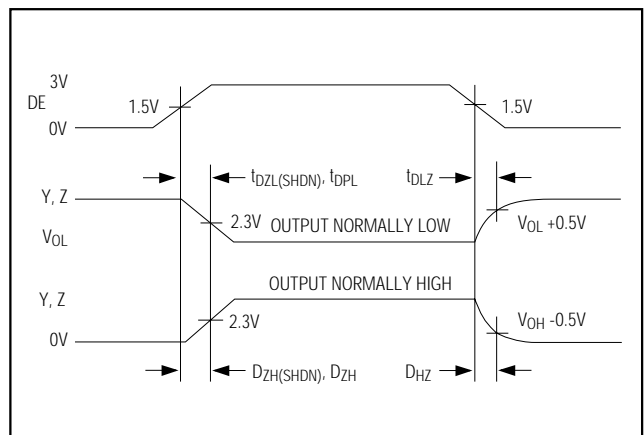 3V
DE
1.5V
1.5V
0V
tDZL(SHDN), tDPL
tDLZ
Y, Z
2.3V
OUTPUT NORMALLY LOW
VOL +0.5V
VOL
OUTPUT NORMALLY HIGH
Y, Z
2.3V
VOH -0.5V
0V
DZH(SHDN), DZH
DHZ